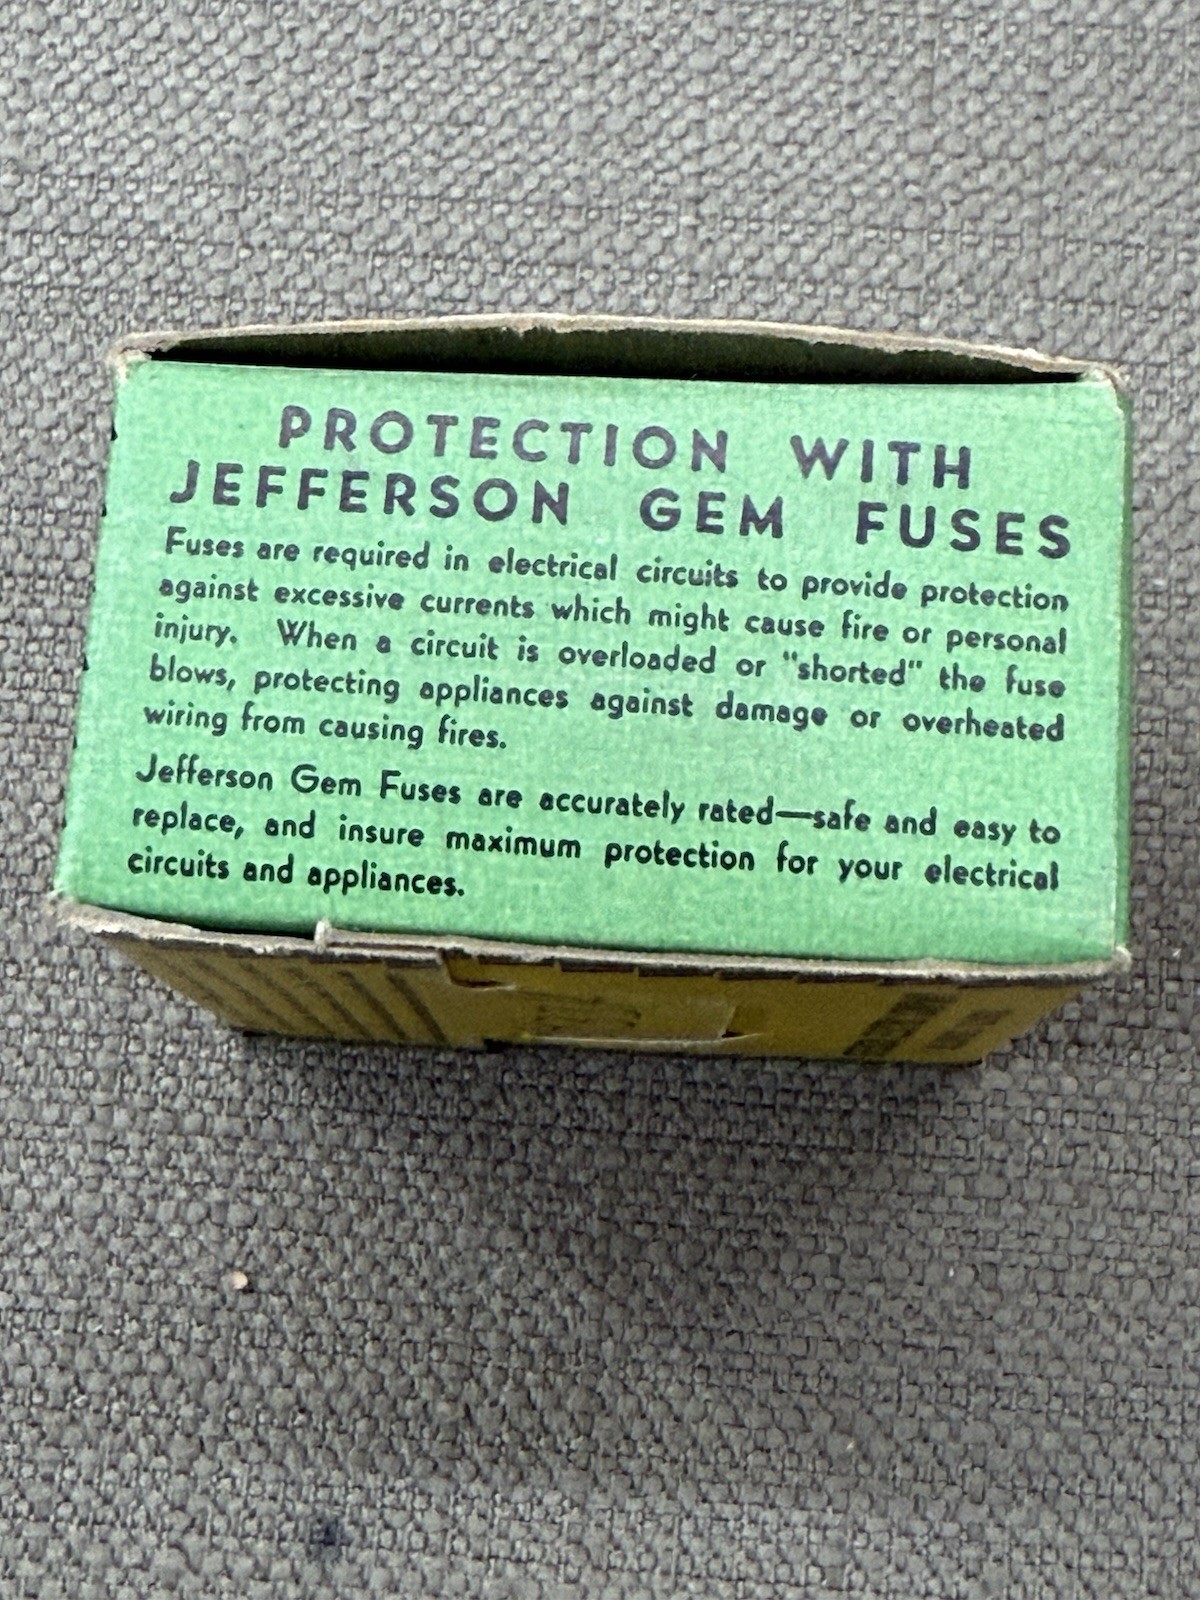 PROTECTION WITH
JEFFERSON GEM FUSES
Fuses are required in electrical circuits to provide protection
against excessive currents which might cause fire or personal
injury. When a circuit is overloaded or "shorted" the fuse
blows, protecting appliances against damage or overheated
wiring from causing fires.
Jefferson Gem Fuses are accurately rated—safe and easy to
replace, and insure maximum protection for your electrical
circuits and appliances.